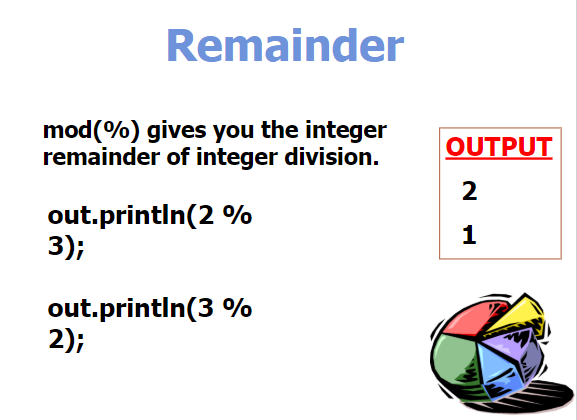 Remainder
mod(%) gives you the integer
remainder of integer division.
out.println(2 %
3);
out.println(3 %
2);
OUTPUT
2
1